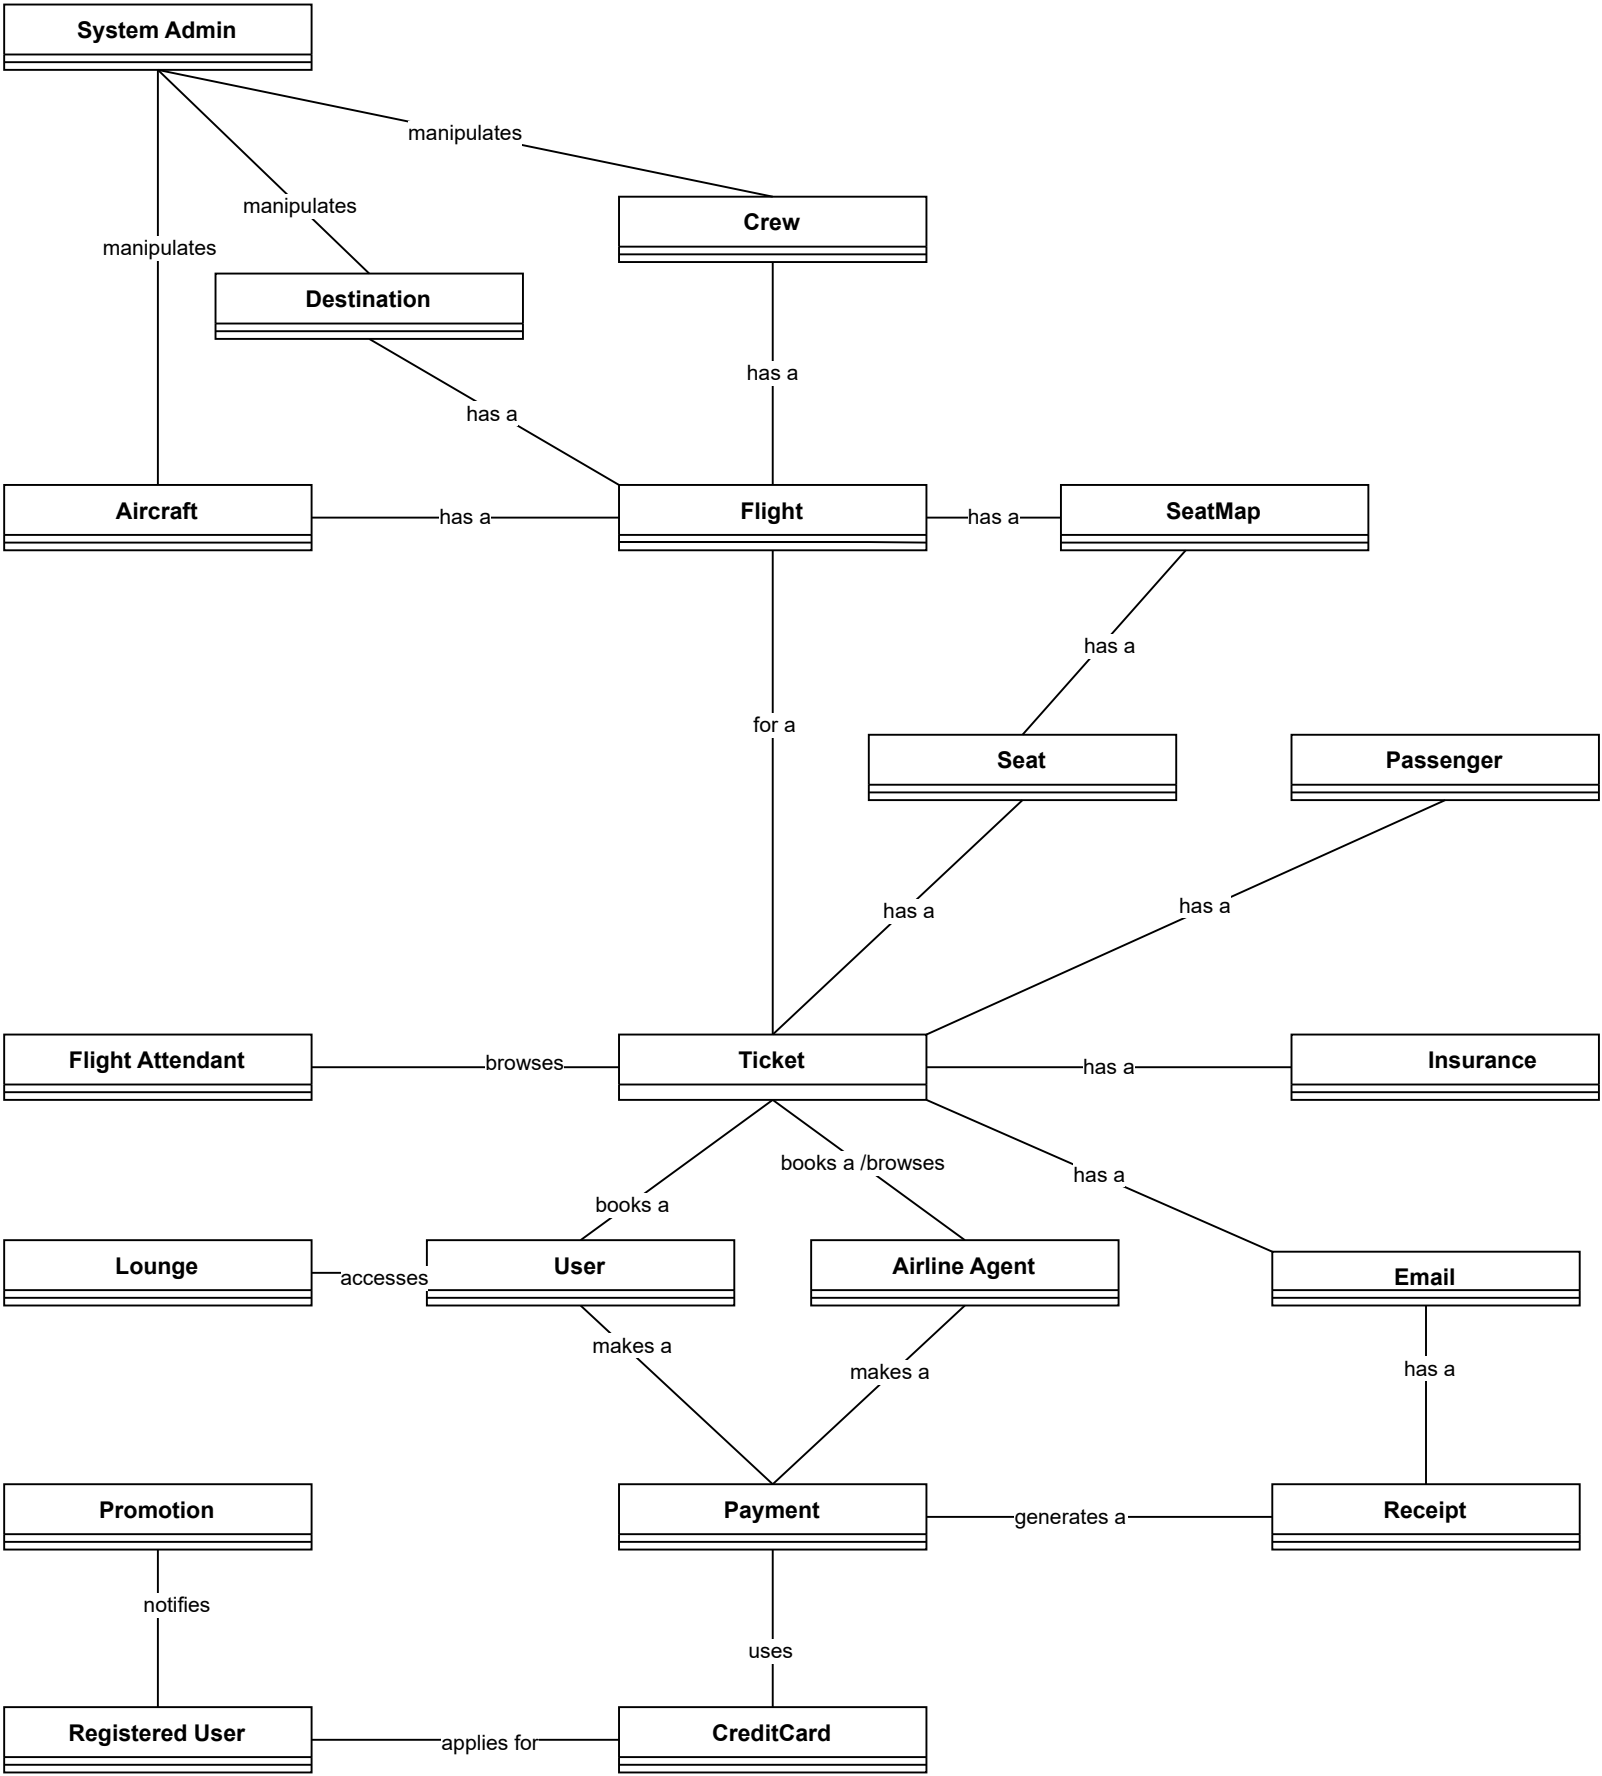 System Admin
manipulates
Crew
manipulates
manipulates
Destination
has a
has a
Aircraft
has a
Flight
has a
SeatMap
has a
for a
Seat
Passenger
has a
has a
Flight Attendant
browses
Ticket
has a
Insurance
books a /browses
has a
books a
Lounge
accesses
User
Airline Agent
Email
makes a
makes a
has a
Promotion
Payment
generates a
Receipt
notifies
uses
Registered User
applies for
CreditCard